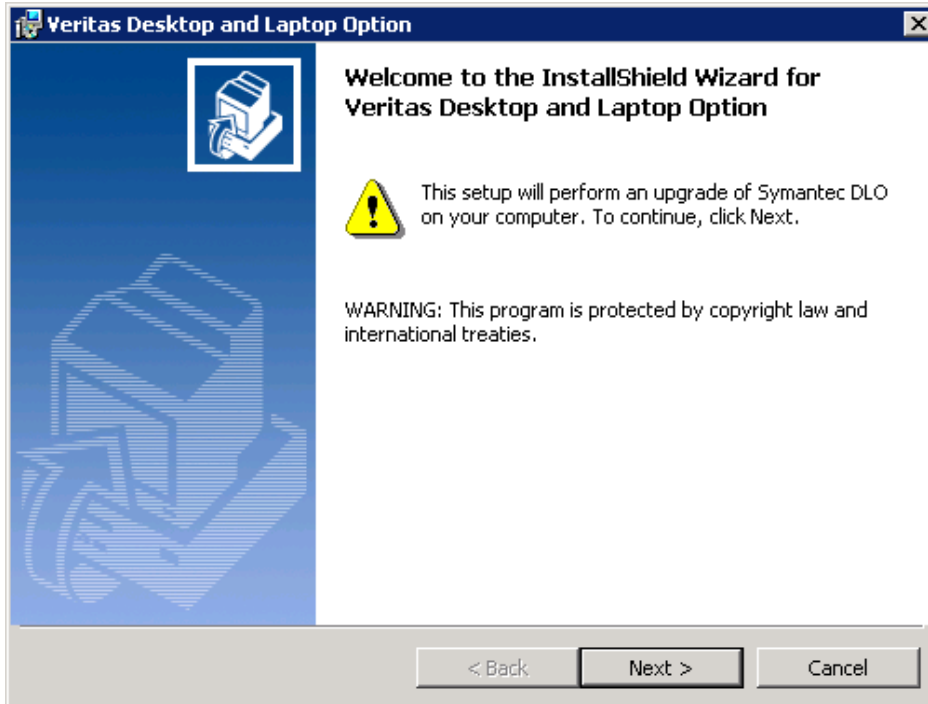 Veritas Desktop and Laptop Option
Welcome to the InstallShield Wizard for
Veritas Desktop and Laptop Option
This setup will perform an upgrade of Symantec DLO
on your computer. To continue, click Next.
WARNING: This program is protected by copyright law and
international treaties.
< Back
Next >
Cancel